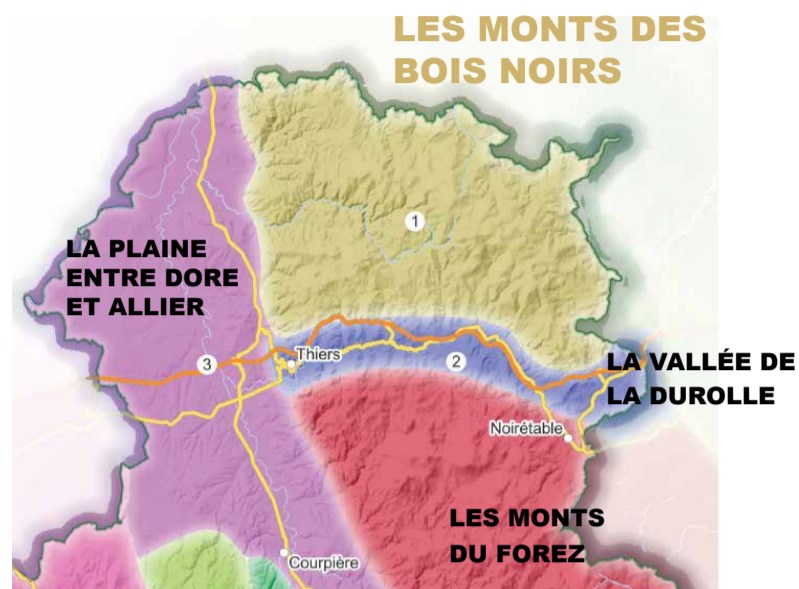 LES MONTS DES
BOIS NOIRS
1
LA PLAINE
ENTRE DORE
ET ALLIER
3
Thiers
2
LA VALLÉE DE
LA DUROLLE
Noirétable
LES MONTS
DU FOREZ
Courpière